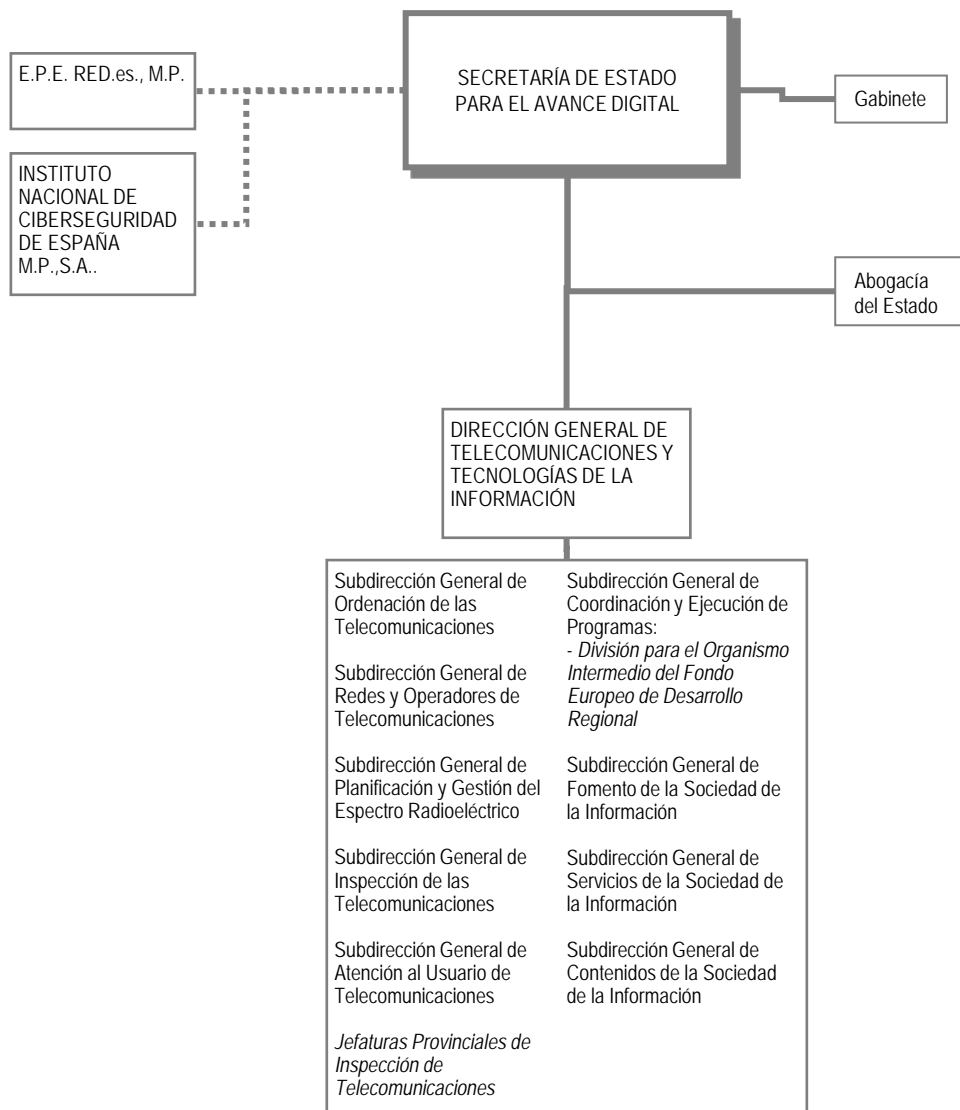 E.P.E. RED.es., M.P.
SECRETARÍA DE ESTADO
PARA EL AVANCE DIGITAL
Gabinete
INSTITUTO
NACIONAL DE
CIBERSEGURIDAD
DE ESPAÑA
M.P.,S.A..
Abogacía
del Estado
DIRECCIÓN GENERAL DE
TELECOMUNICACIONES Y
TECNOLOGÍAS DE LA
INFORMACIÓN
Subdirección General de
Ordenación de las
Telecomunicaciones
Subdirección General de
Redes y Operadores de
Telecomunicaciones
Subdirección General de
Planificación y Gestión del
Espectro Radioeléctrico
Subdirección General de
Inspección de las
Telecomunicaciones
Subdirección General de
Atención al Usuario de
Telecomunicaciones
Jefaturas Provinciales de
Inspección de
Telecomunicaciones
Subdirección General de
Coordinación y Ejecución de
Programas:
- División para el Organismo
Intermedio del Fondo
Europeo de Desarrollo
Regional
Subdirección General de
Fomento de la Sociedad de
la Información
Subdirección General de
Servicios de la Sociedad de
la Información
Subdirección General de
Contenidos de la Sociedad
de la Información